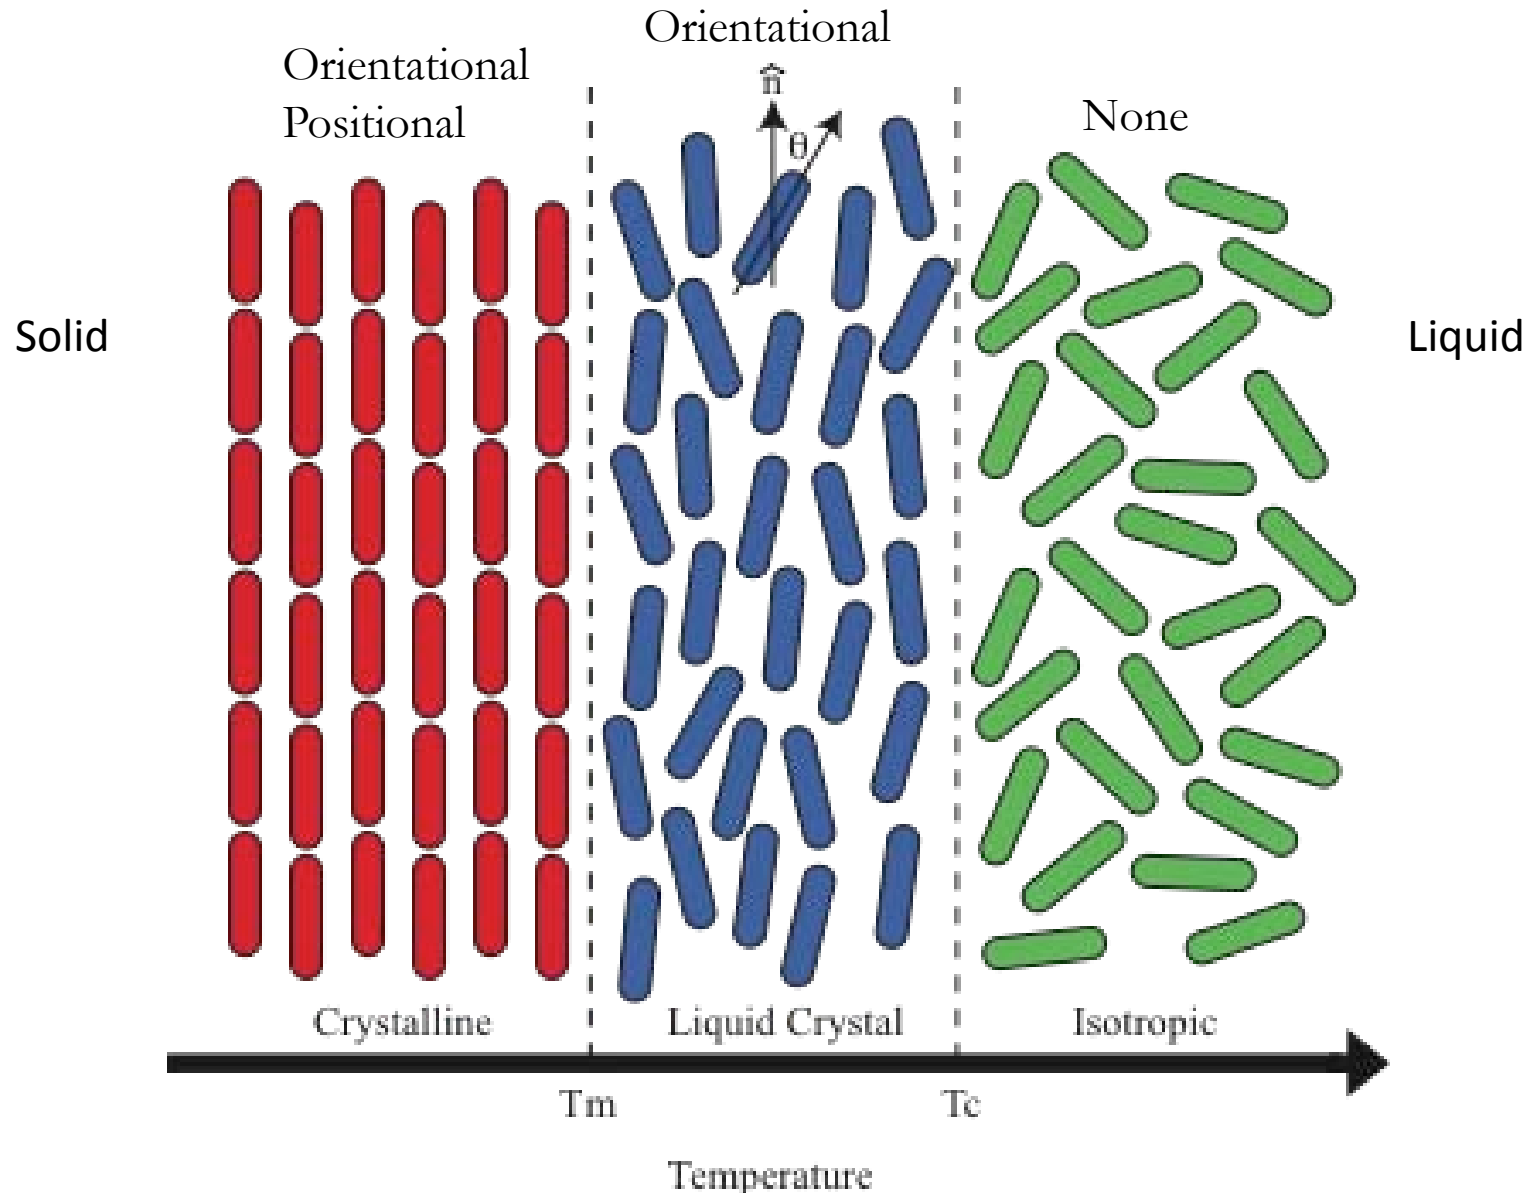 Orientational
Positional
Orientational
n̂
θ
None
Solid
Liquid
Crystalline
Liquid Crystal
Isotropic
Tm
Tc
Temperature